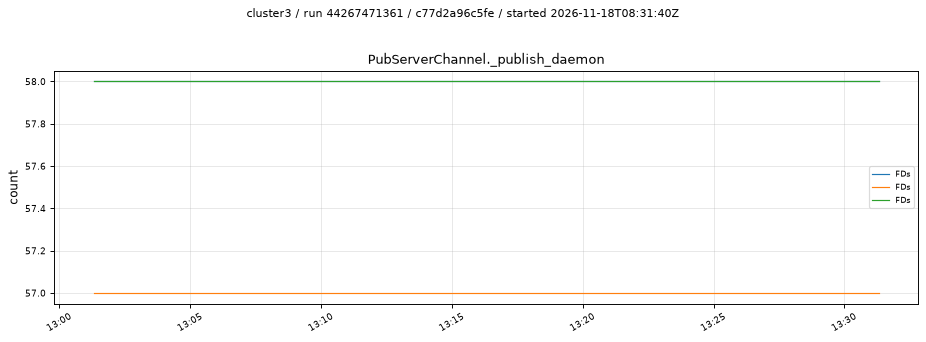 cluster3 / run 44267471361 / c77d2a96c5fe / started 2026-11-18T08:31:40Z
PubServerChannel._publish_daemon
58.0
57.8
57.6
57.4
57.2
57.0
count
FDs
FDs
FDs
13:00
13:05
13:10
13:15
13:20
13:25
13:30